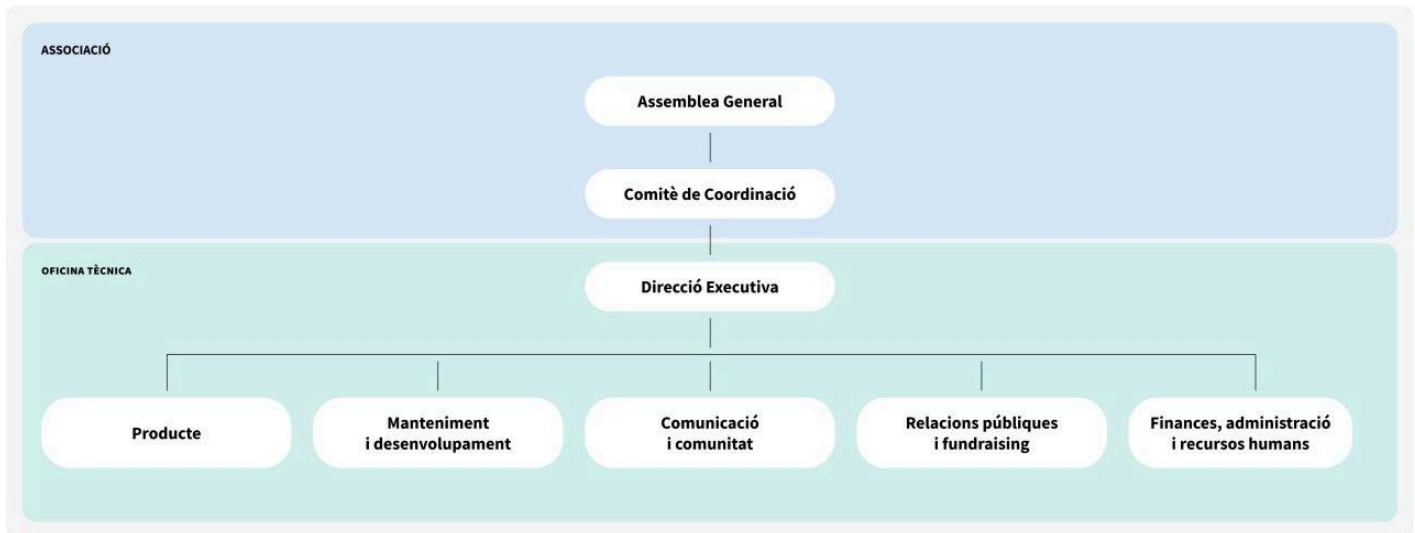 ASSOCIACIÓ
Assemblea General
Comitè de Coordinació
OFICINA TÈCNICA
Direcció Executiva
Producte
Manteniment
i desenvolupament
Comunicació
i comunitat
Relacions públiques
i fundraising
Finances, administració
i recursos humans